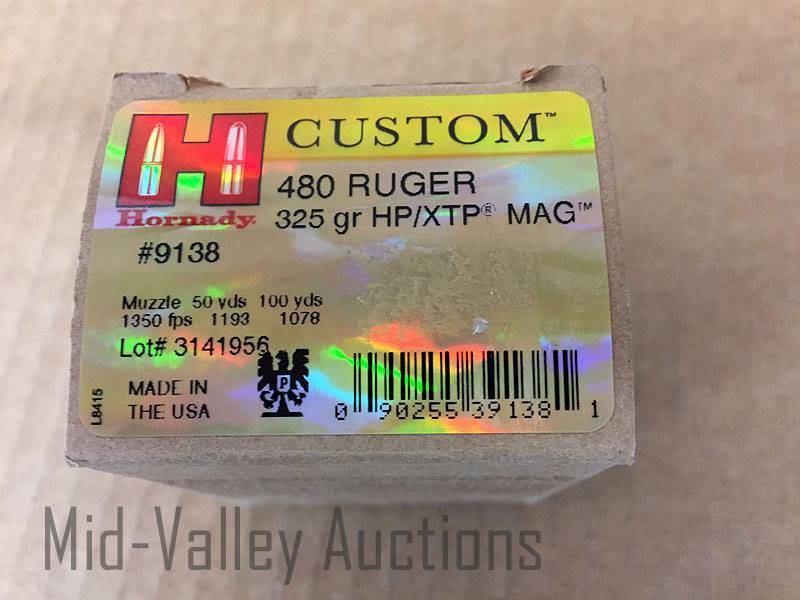 H CUSTOM™
Hornady.
480 RUGER
325 gr HP/XTP® MAG™
#9138
Muzzle 50 yds 100 yds
1350 fps 1193 1078
Lot# 3141956
L8415
MADE IN
THE USA
P
0 90255 39138 1
Mid-Valley Auctions